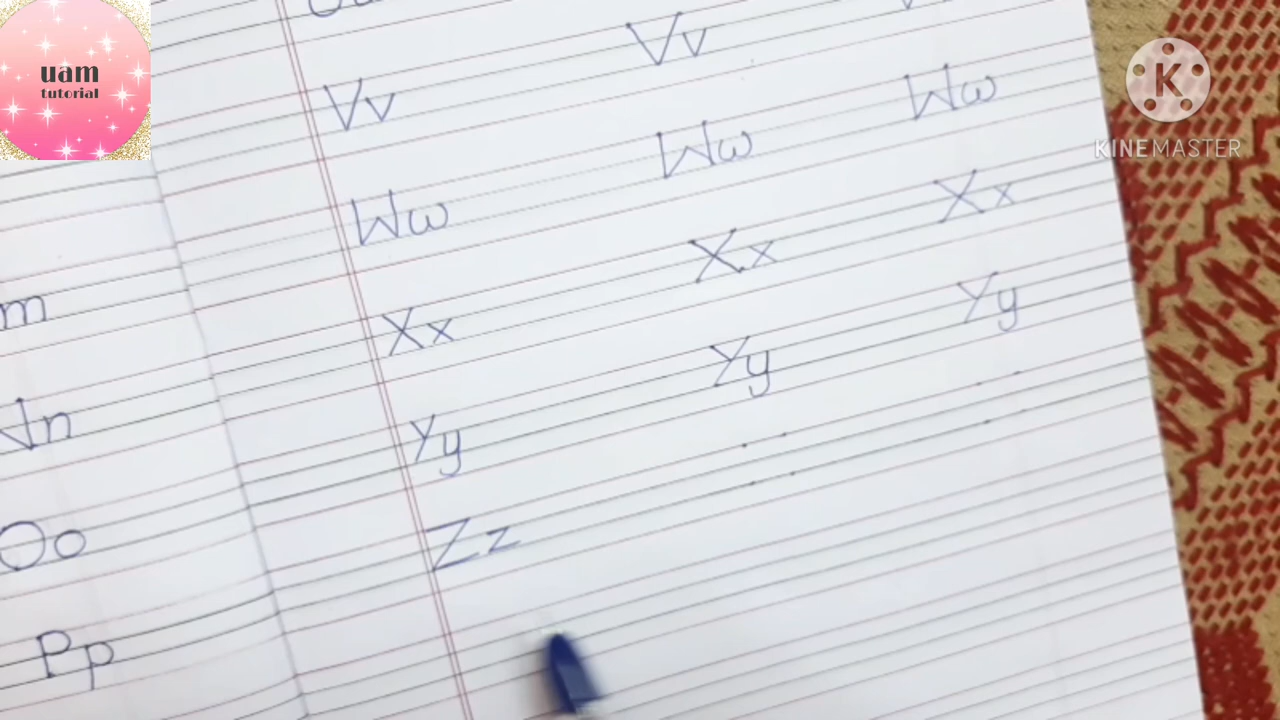 uam
tutorial
K
KINEMASTER
Vv Vv
Ww Ww Ww
Xx Xx Xx
Yy Yy Yy
Zz
m
Nn
Oo
Pp